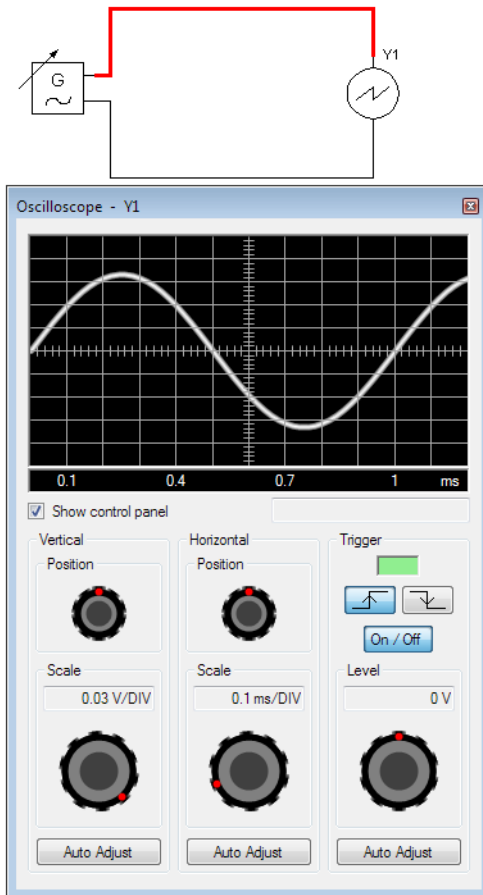 G
Y1
Oscilloscope - Y1
0.1 0.4 0.7 1 ms
Show control panel
Vertical Horizontal Trigger
Position Position
On / Off
Scale Scale Level
0.03 V/DIV 0.1 ms/DIV 0 V
Auto Adjust Auto Adjust Auto Adjust